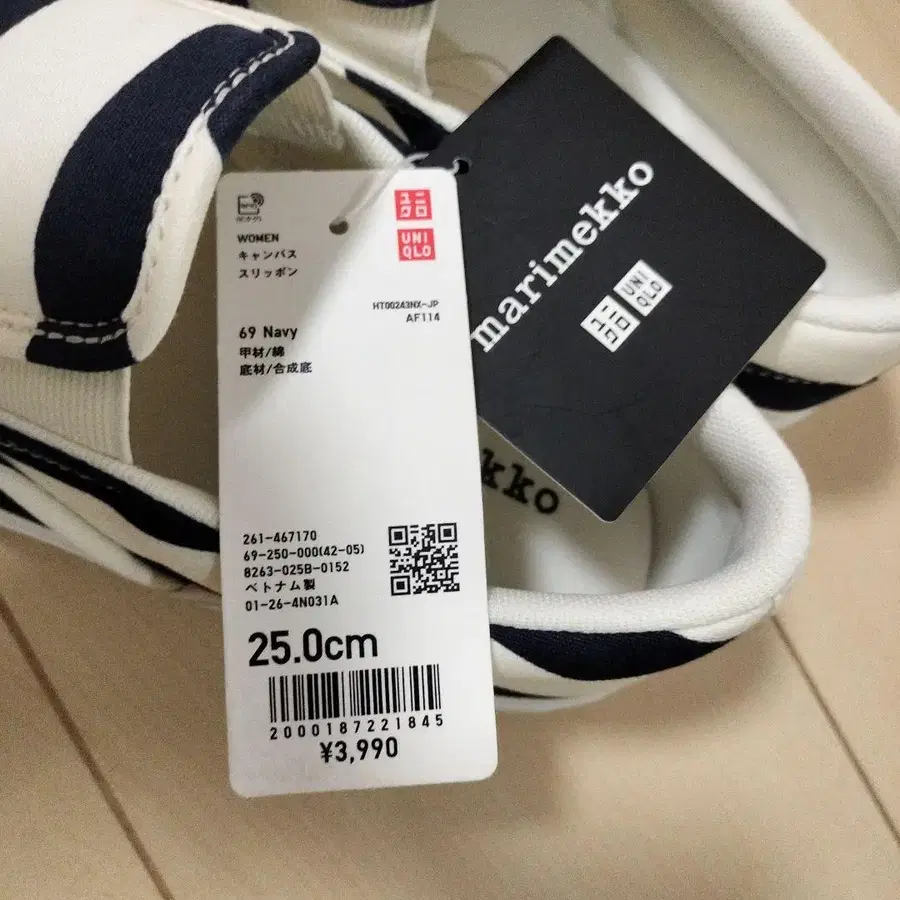 WOMEN
キャンバス
スリッポン
ユニ
クロ
UNI
QLO
HT00243NX-JP
AF114
69 Navy
甲材/綿
底材/合成底
261-467170
69-250-000(42-05)
8263-025B-0152
ベトナム製
01-26-4N031A
25.0cm
2000187221845
¥3,990
marimekko
ユニ
クロ
UNI
QLO
kko